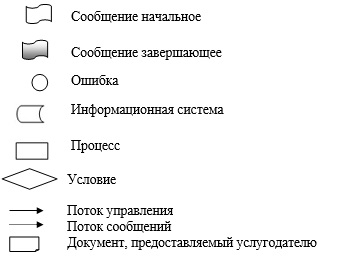 Сообщение начальное
Сообщение завершающее
Ошибка
Информационная система
Процесс
Условие
Поток управления
Поток сообщений
Документ, предоставляемый услугодателю